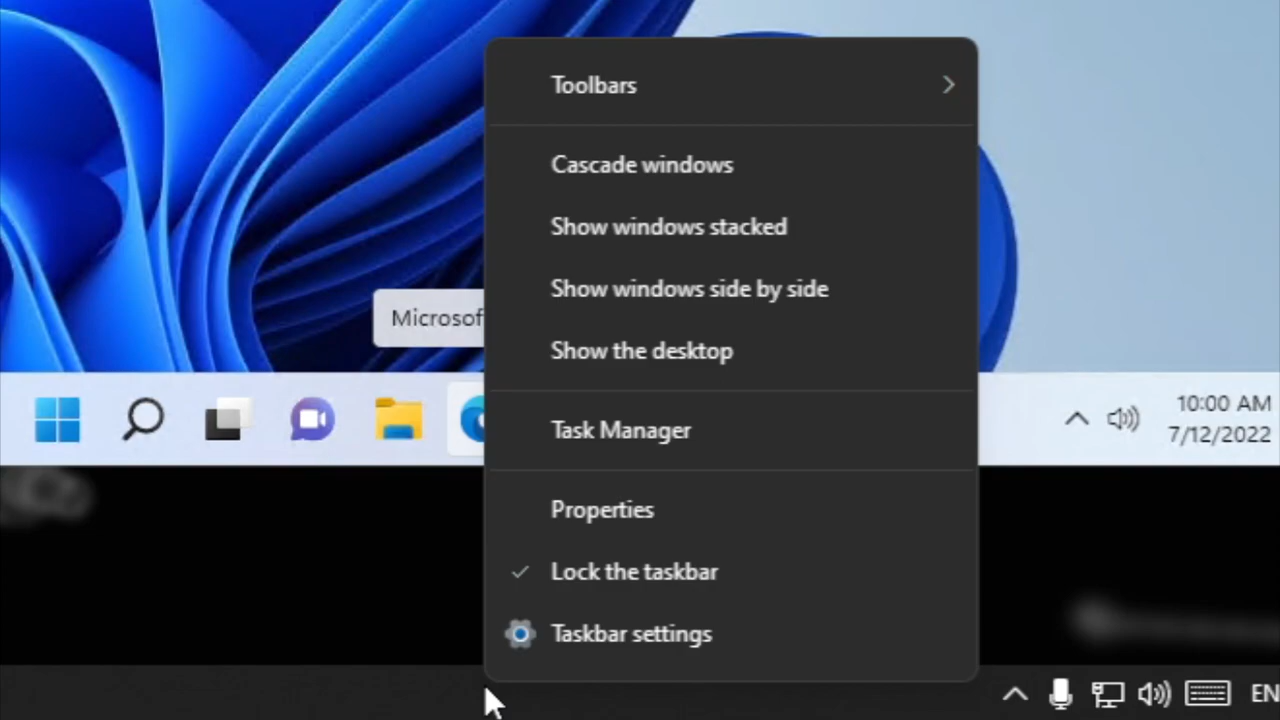 Toolbars
Cascade windows
Show windows stacked
Show windows side by side
Microsof
Show the desktop
10:00 AM
7/12/2022
Task Manager
Properties
Lock the taskbar
Taskbar settings
EN